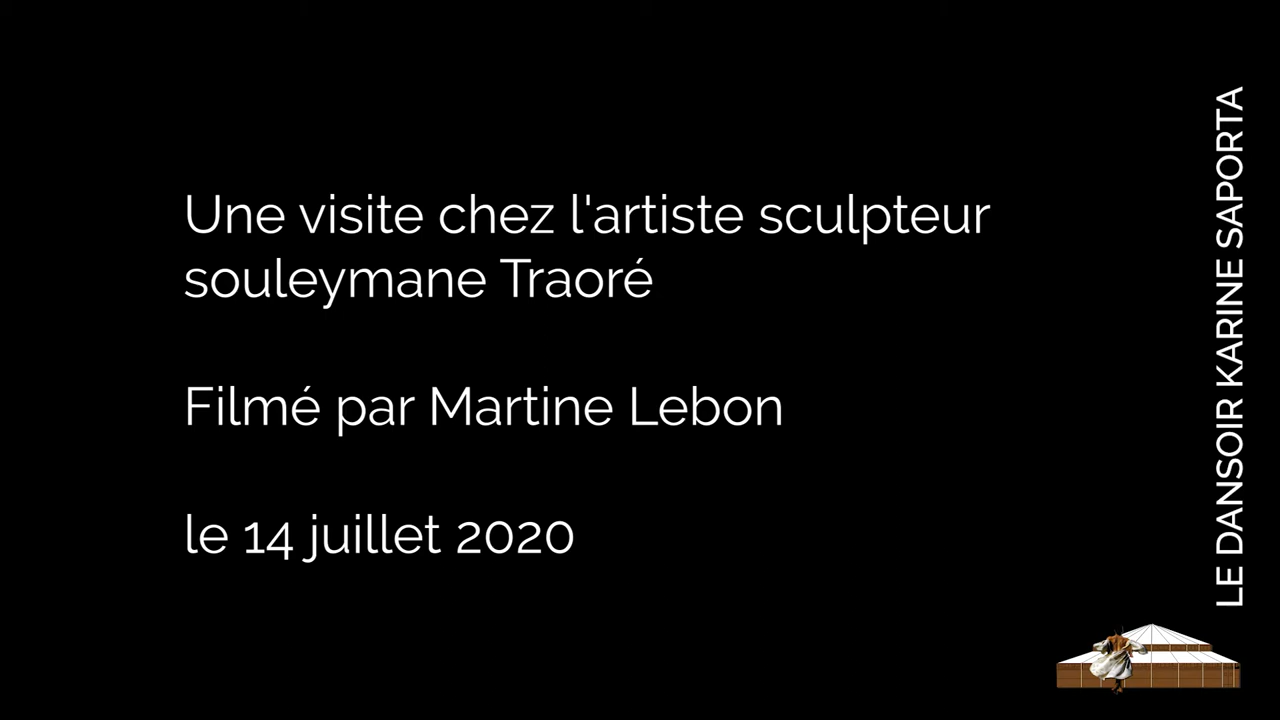 Une visite chez l'artiste sculpteur
souleymane Traoré
Filmé par Martine Lebon
le 14 juillet 2020
LE DANSOIR KARINE SAPORTA